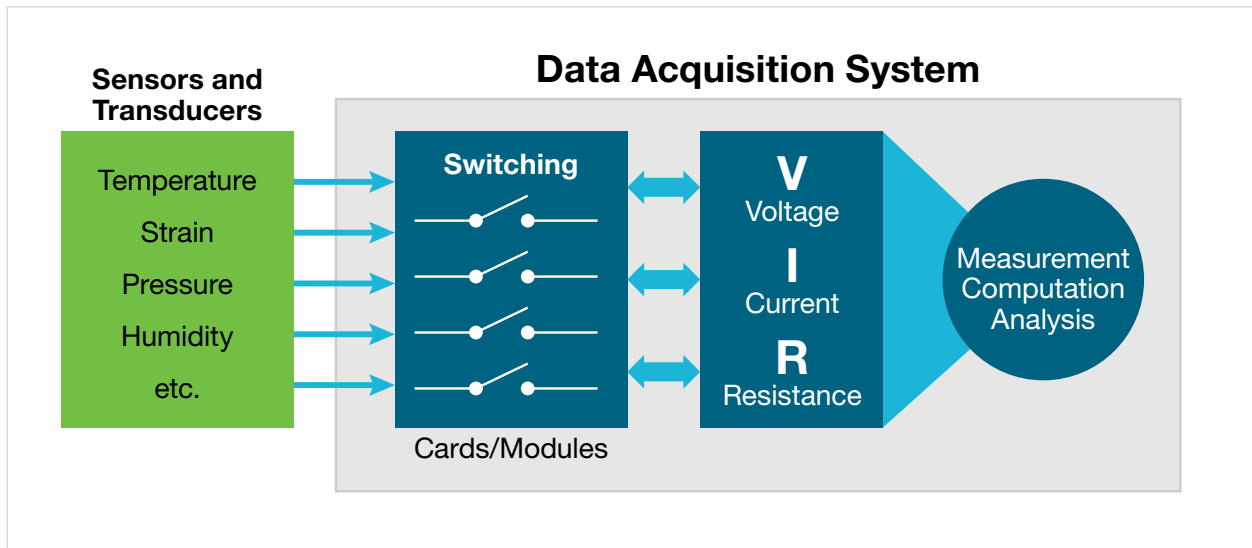 Data Acquisition System
Sensors and
Transducers
Temperature
Strain
Pressure
Humidity
etc.
Switching
Cards/Modules
V
Voltage
I
Current
R
Resistance
Measurement
Computation
Analysis